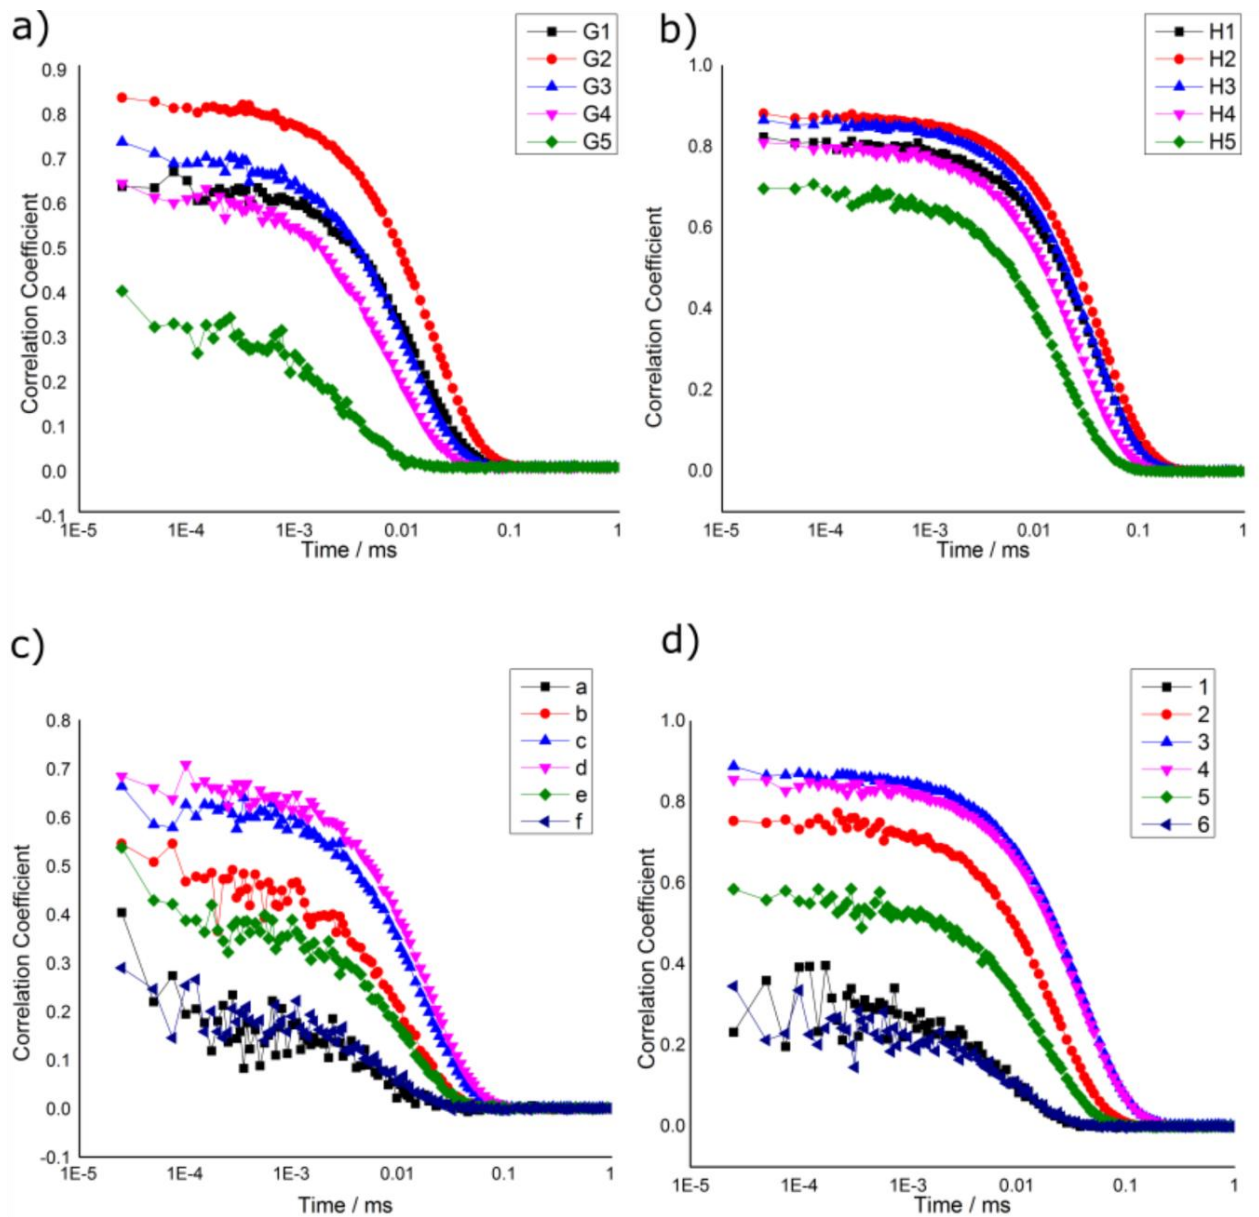 a)
G1
G2
G3
G4
G5
0.9
0.8
0.7
0.6
0.5
0.4
0.3
0.2
0.1
0.0
-0.1
Correlation Coefficient
1E-5 1E-4 1E-3 0.01 0.1 1
Time / ms
b)
H1
H2
H3
H4
H5
1.0
0.8
0.6
0.4
0.2
0.0
Correlation Coefficient
1E-5 1E-4 1E-3 0.01 0.1 1
Time / ms
c)
a
b
c
d
e
f
0.8
0.7
0.6
0.5
0.4
0.3
0.2
0.1
0.0
-0.1
Correlation Coefficient
1E-5 1E-4 1E-3 0.01 0.1 1
Time / ms
d)
1
2
3
4
5
6
1.0
0.8
0.6
0.4
0.2
0.0
Correlation Coefficient
1E-5 1E-4 1E-3 0.01 0.1 1
Time / ms